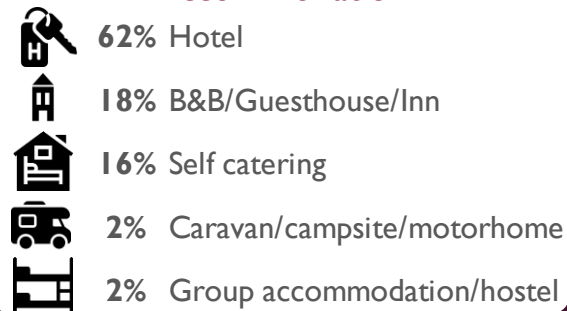 62% Hotel
18% B&B/Guesthouse/Inn
16% Self catering
2% Caravan/campsite/motorhome
2% Group accommodation/hostel